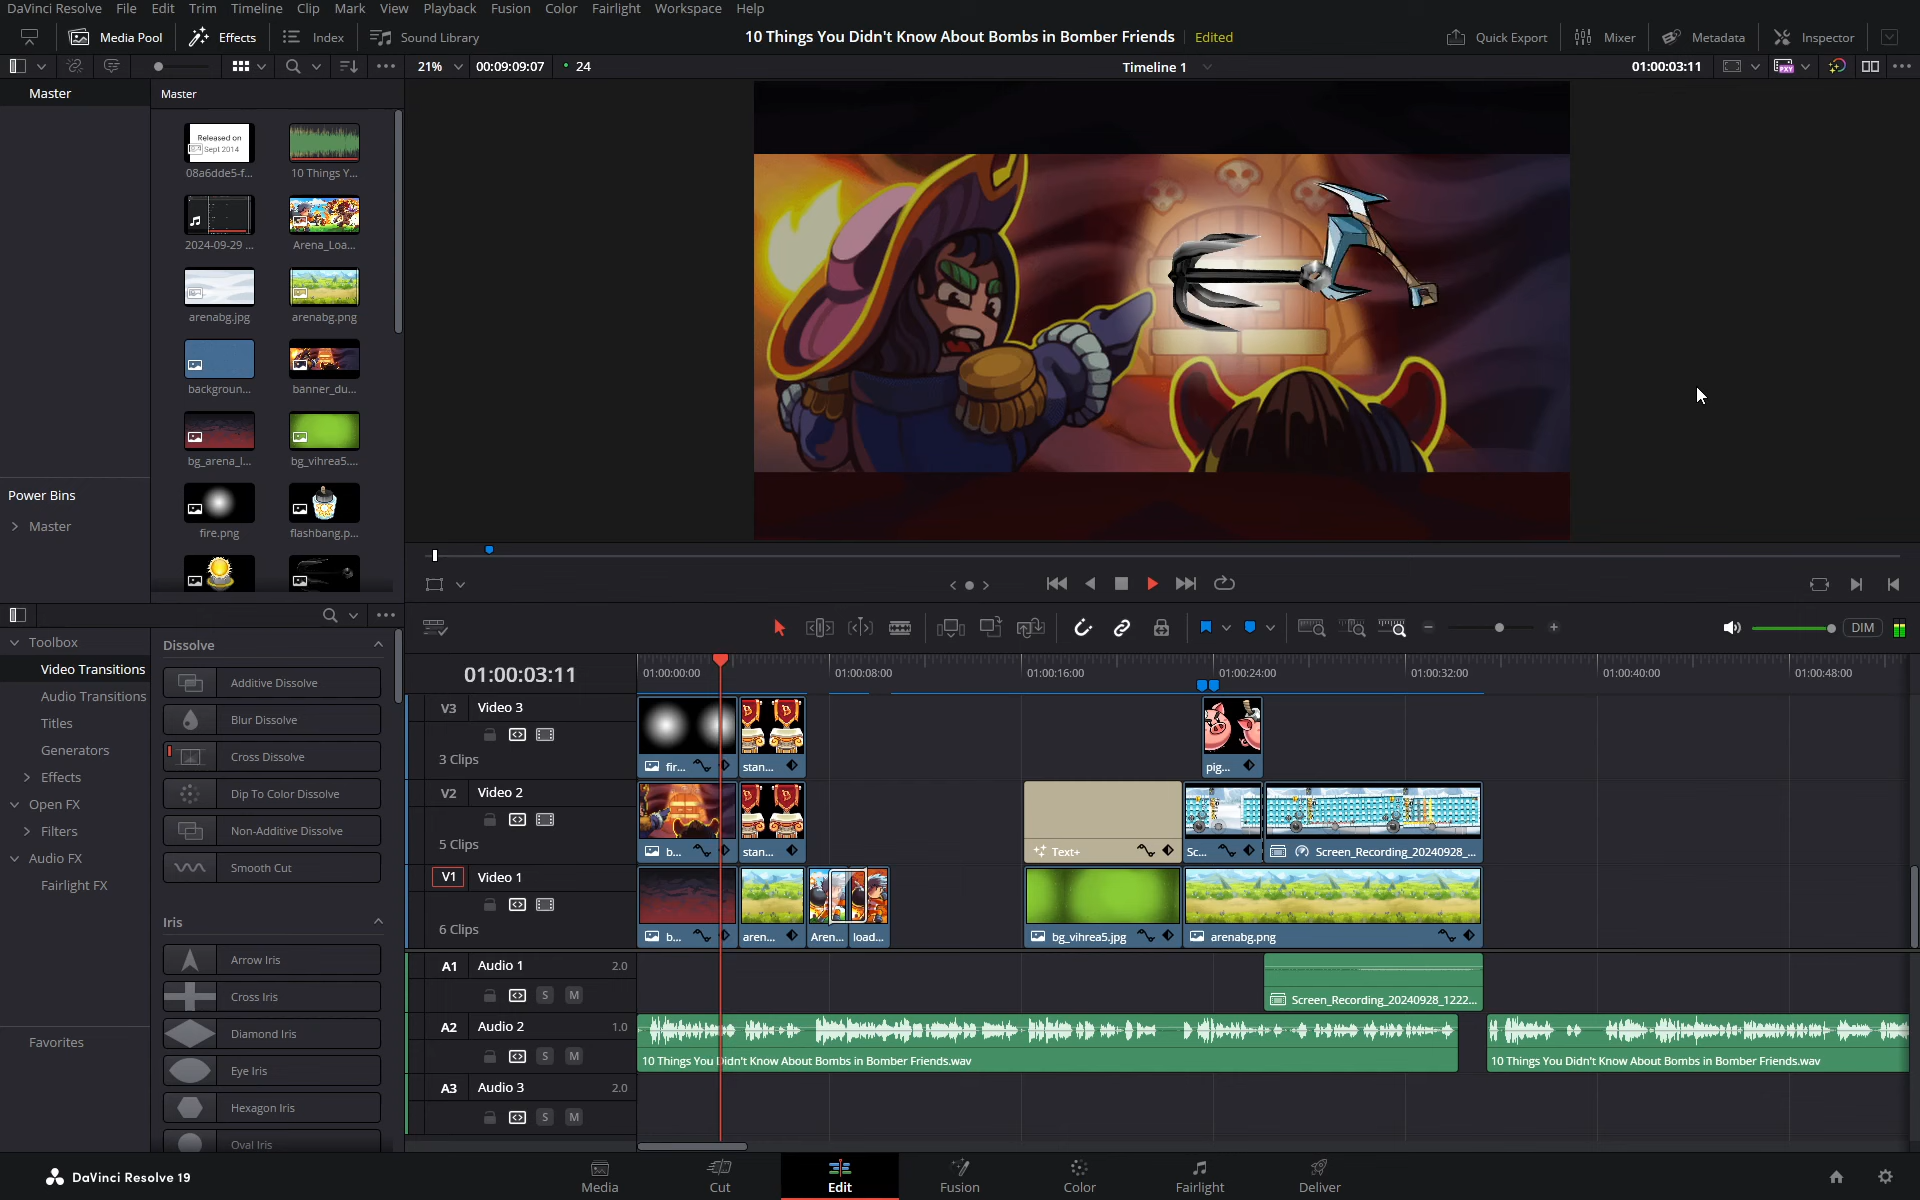 DaVinci Resolve File Edit Trim Timeline Clip Mark View Playback Fusion Color Fairlight Workspace Help
Media Pool Effects Index Sound Library 10 Things You Didn't Know About Bombs in Bomber Friends Edited Quick Export Mixer Metadata Inspector
21% 00:09:09:07 24 Timeline 1 01:00:03:11 PXY
Master Master
Released on
Sept 2014
08a6dde5-f... 10 Things Y...
2024-09-29 ... Arena_Loa...
arenabg.jpg arenabg.png
backgroun... banner_du...
bg_arena_l... bg_vihrea5....
Power Bins
Master
fire.png flashbang.p...
Toolbox
Video Transitions
Audio Transitions
Titles
Generators
Effects
Open FX
Filters
Audio FX
Fairlight FX
Favorites
Dissolve
Additive Dissolve
Blur Dissolve
Cross Dissolve
Dip To Color Dissolve
Non-Additive Dissolve
Smooth Cut
Iris
Arrow Iris
Cross Iris
Diamond Iris
Eye Iris
Hexagon Iris
Oval Iris
DIM
01:00:03:11 01:00:00:00 01:00:08:00 01:00:16:00 01:00:24:00 01:00:32:00 01:00:40:00 01:00:48:00
V3 Video 3
3 Clips fir... stan... pig...
V2 Video 2
5 Clips b... stan... Text+ Sc... Screen_Recording_20240928_...
V1 Video 1
6 Clips b... aren... Aren... load... bg_vihrea5.jpg arenabg.png
A1 Audio 1 2.0
S M Screen_Recording_20240928_1222...
A2 Audio 2 1.0
S M 10 Things You Didn't Know About Bombs in Bomber Friends.wav 10 Things You Didn't Know About Bombs in Bomber Friends.wav
A3 Audio 3 2.0
S M
DaVinci Resolve 19 Media Cut Edit Fusion Color Fairlight Deliver